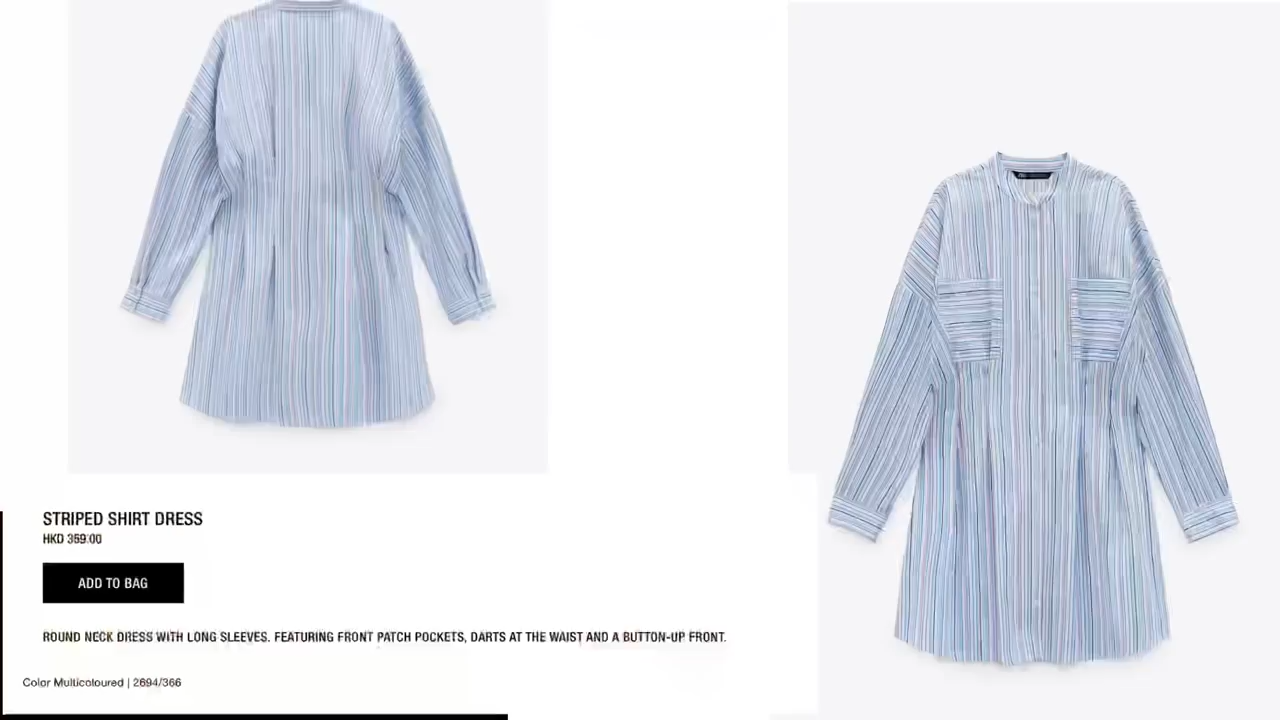 STRIPED SHIRT DRESS
HKD 359.00
ADD TO BAG
ROUND NECK DRESS WITH LONG SLEEVES. FEATURING FRONT PATCH POCKETS, DARTS AT THE WAIST AND A BUTTON-UP FRONT.
Color Multicoloured | 2694/366